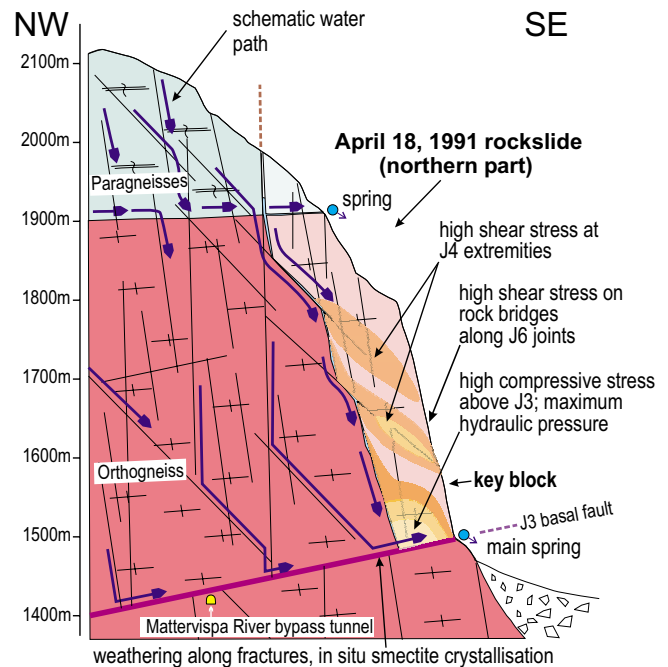 NW
SE
schematic water
path
2100m
2000m
1900m
1800m
1700m
1600m
1500m
1400m
April 18, 1991 rockslide
(northern part)
Paragneisses
spring
high shear stress at
J4 extremities
high shear stress on
rock bridges
along J6 joints
high compressive stress
above J3; maximum
hydraulic pressure
Orthogneiss
key block
J3 basal fault
main spring
Mattervispa River bypass tunnel
weathering along fractures, in situ smectite crystallisation